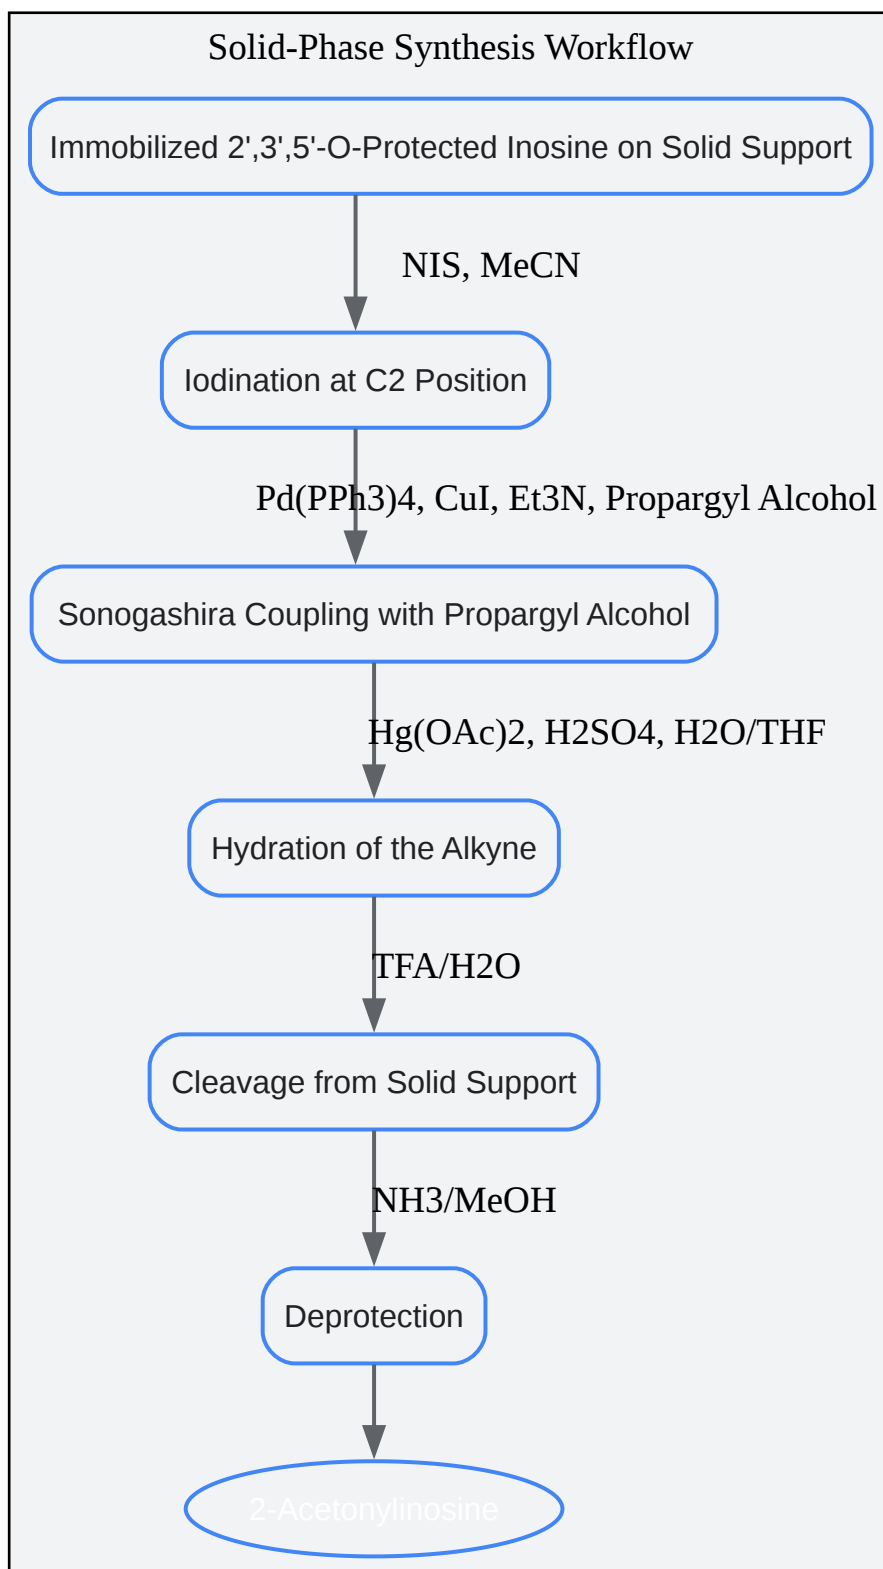 Solid-Phase Synthesis Workflow
Immobilized 2',3',5'-O-Protected Inosine on Solid Support
NIS, MeCN
Iodination at C2 Position
Pd(PPh3)4, CuI, Et3N, Propargyl Alcohol
Sonogashira Coupling with Propargyl Alcohol
Hg(OAc)2, H2SO4, H2O/THF
Hydration of the Alkyne
TFA/H2O
Cleavage from Solid Support
NH3/MeOH
Deprotection
2-Acetonylinosine